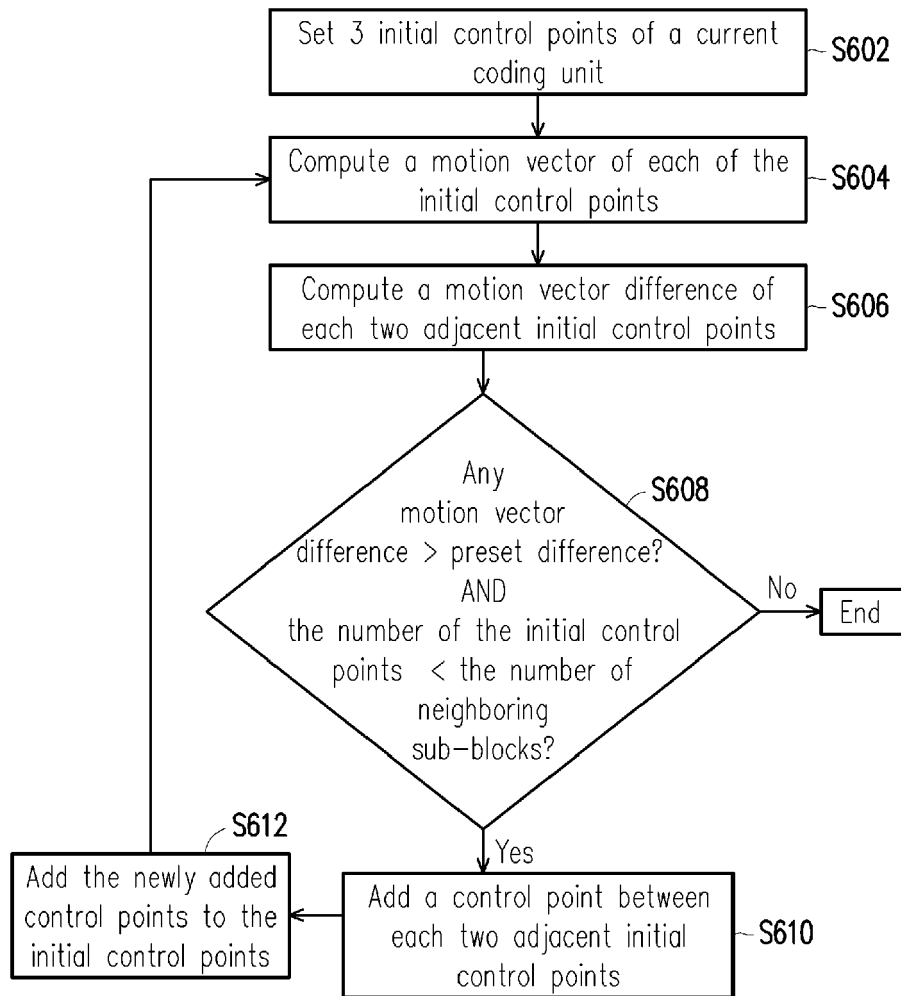 Set 3 initial control points of a current
coding unit
S602
Compute a motion vector of each of the
initial control points
S604
Compute a motion vector difference of
each two adjacent initial control points
S606
Any
motion vector
difference > preset difference?
AND
the number of the initial control
points < the number of
neighboring
sub-blocks?
S608
No
End
Yes
Add a control point between
each two adjacent initial
control points
S610
S612
Add the newly added
control points to the
initial control points